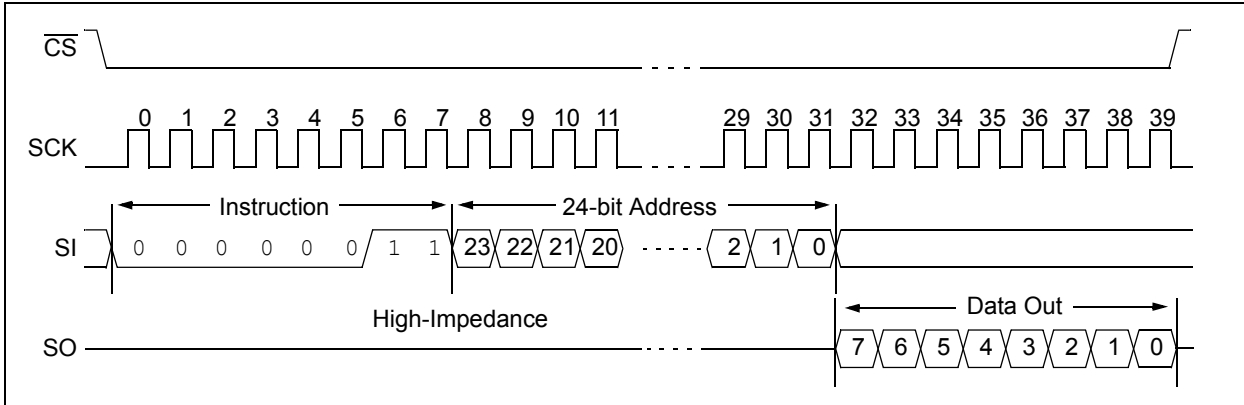 CS
0 1 2 3 4 5 6 7 8 9 10 11 29 30 31 32 33 34 35 36 37 38 39
SCK
Instruction 24-bit Address
SI 0 0 0 0 0 0 1 1 23 22 21 20 2 1 0
High-Impedance
Data Out
SO 7 6 5 4 3 2 1 0